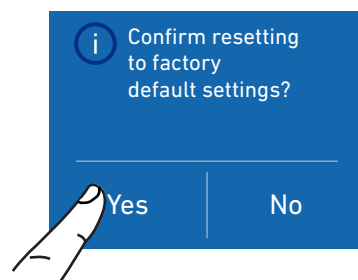 i Confirm resetting
to factory
default settings?
Yes No